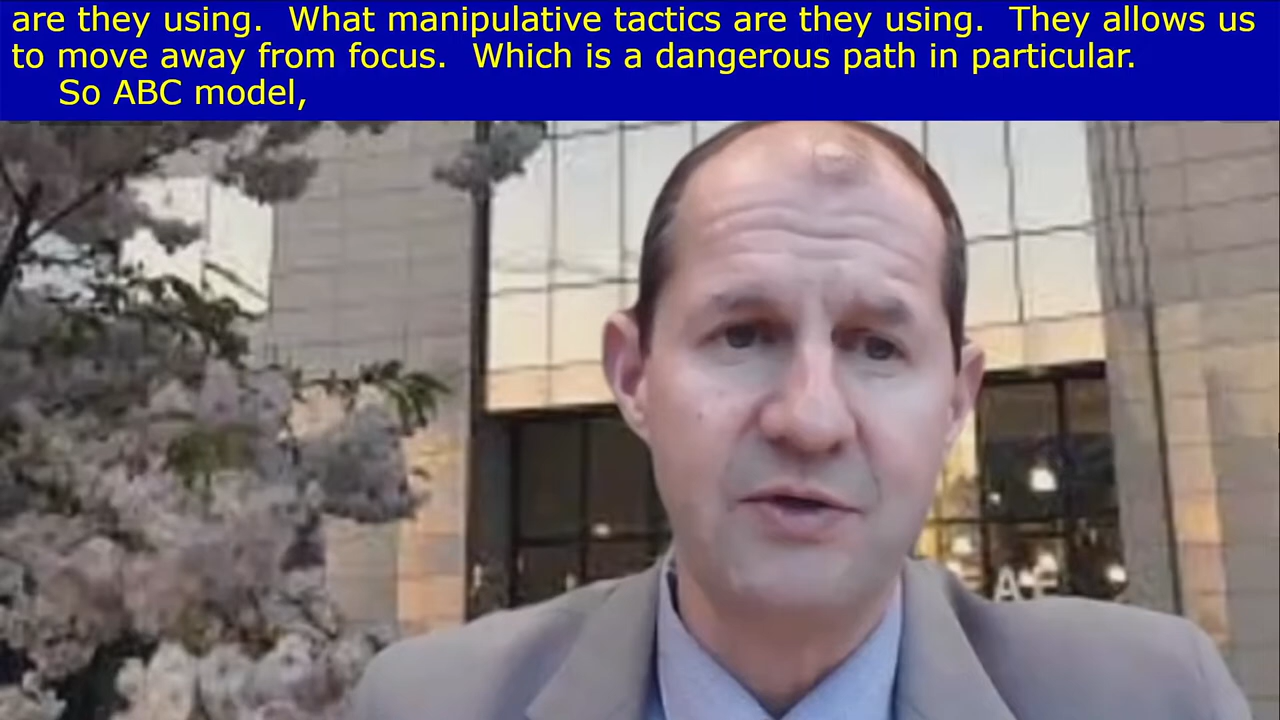 are they using.  What manipulative tactics are they using.  They allows us
to move away from focus.  Which is a dangerous path in particular.
So ABC model,